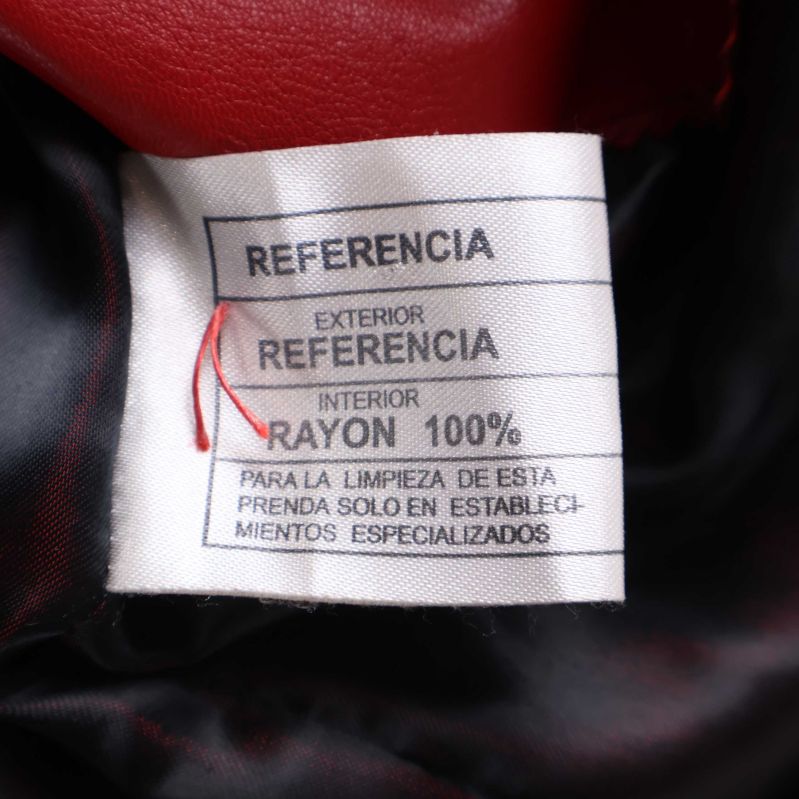 REFERENCIA
EXTERIOR
REFERENCIA
INTERIOR
RAYON 100%
PARA LA LIMPIEZA DE ESTA
PRENDA SOLO EN ESTABLECI-
MIENTOS ESPECIALIZADOS